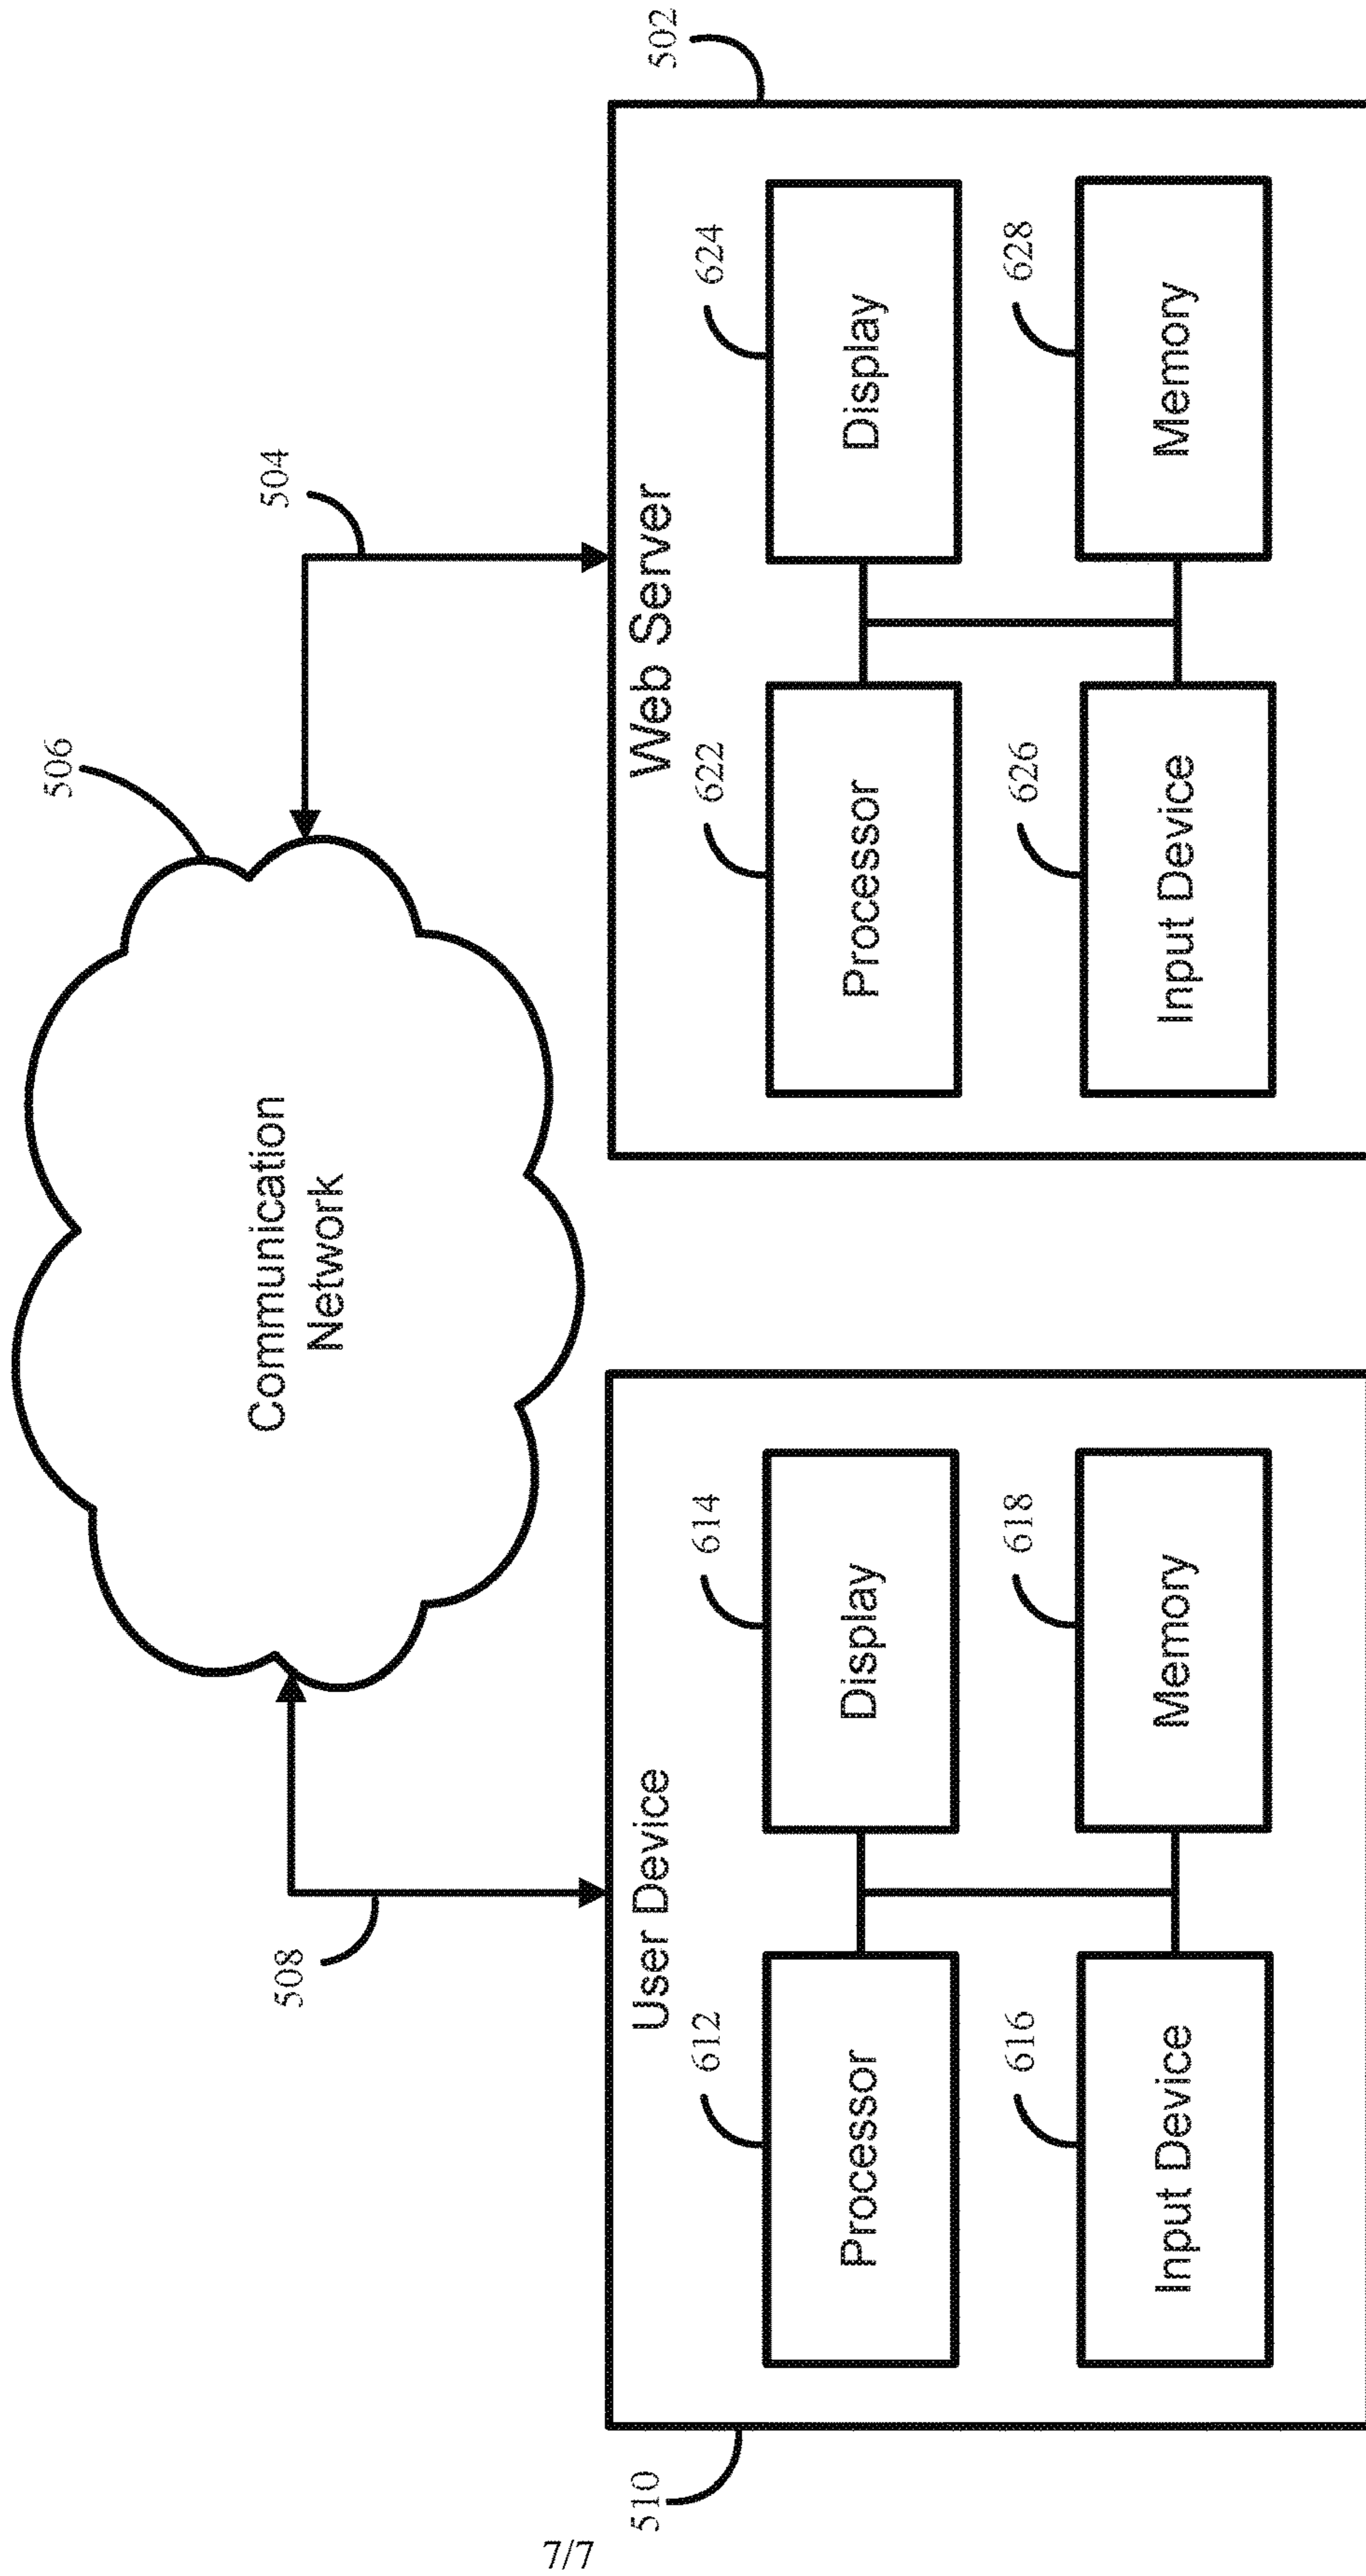 506
Communication
Network
504
508
510
User Device
612
Processor
614
Display
616
Input Device
618
Memory
502
Web Server
622
Processor
624
Display
626
Input Device
628
Memory
7/7